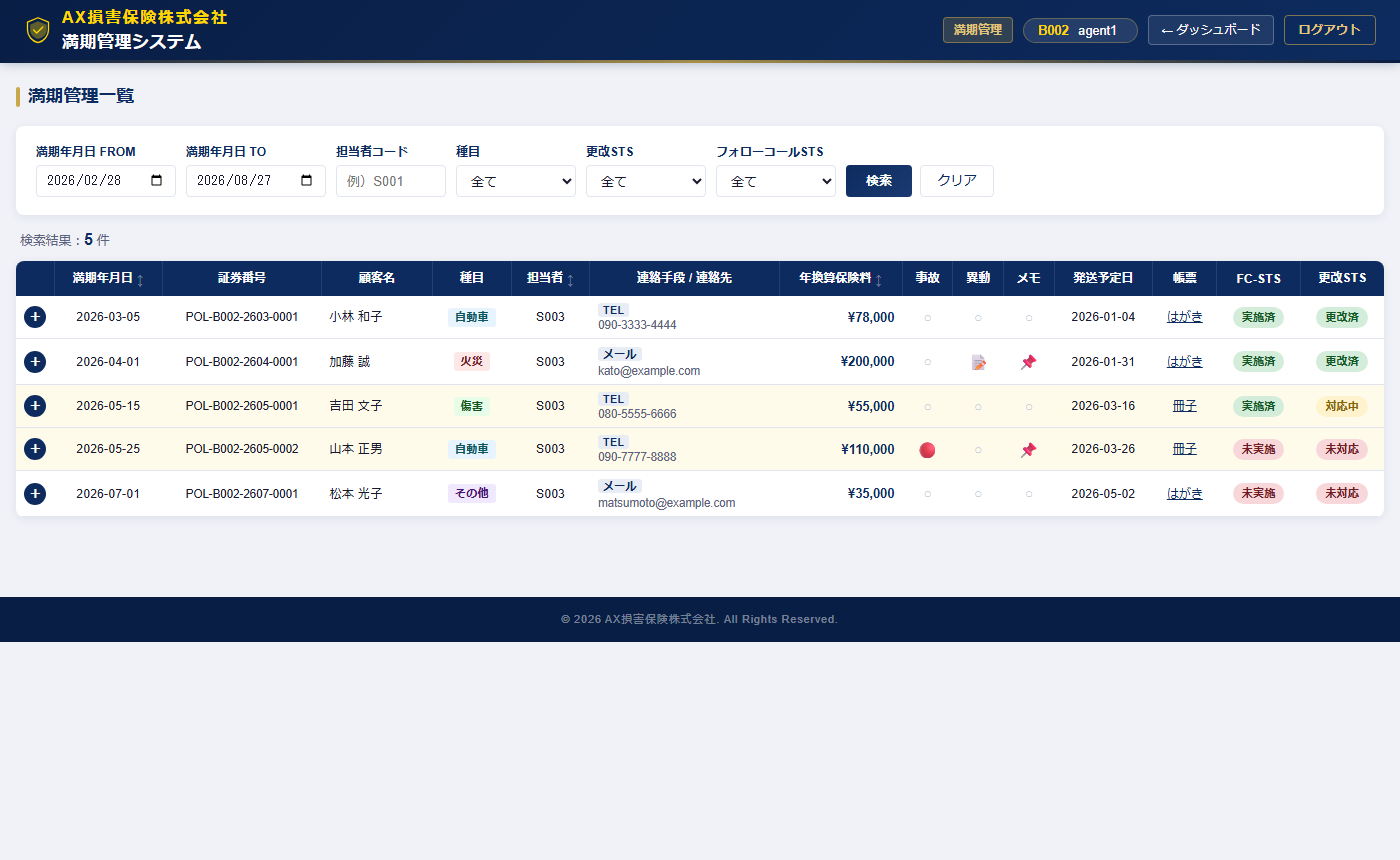 AX損害保険株式会社
満期管理システム
満期管理
B002 agent1
←ダッシュボード
ログアウト
満期管理一覧
満期年月日 FROM 満期年月日 TO 担当者コード 種目 更改STS フォローコールSTS
2026/02/28 2026/08/27 例）S001 全て 全て 全て 検索 クリア
検索結果：5 件
満期年月日↕ 証券番号 顧客名 種目 担当者↕ 連絡手段 / 連絡先 年換算保険料↕ 事故 異動 メモ 発送予定日 帳票 FC-STS 更改STS
+ 2026-03-05 POL-B002-2603-0001 小林 和子 自動車 S003 TEL 090-3333-4444 ¥78,000 ○ ○ ○ 2026-01-04 はがき 実施済 更改済
+ 2026-04-01 POL-B002-2604-0001 加藤 誠 火災 S003 メール kato@example.com ¥200,000 ○ 📝 📌 2026-01-31 はがき 実施済 更改済
+ 2026-05-15 POL-B002-2605-0001 吉田 文子 傷害 S003 TEL 080-5555-6666 ¥55,000 ○ ○ ○ 2026-03-16 冊子 実施済 対応中
+ 2026-05-25 POL-B002-2605-0002 山本 正男 自動車 S003 TEL 090-7777-8888 ¥110,000 🔴 ○ 📌 2026-03-26 冊子 未実施 未対応
+ 2026-07-01 POL-B002-2607-0001 松本 光子 その他 S003 メール matsumoto@example.com ¥35,000 ○ ○ ○ 2026-05-02 はがき 未実施 未対応
© 2026 AX損害保険株式会社. All Rights Reserved.